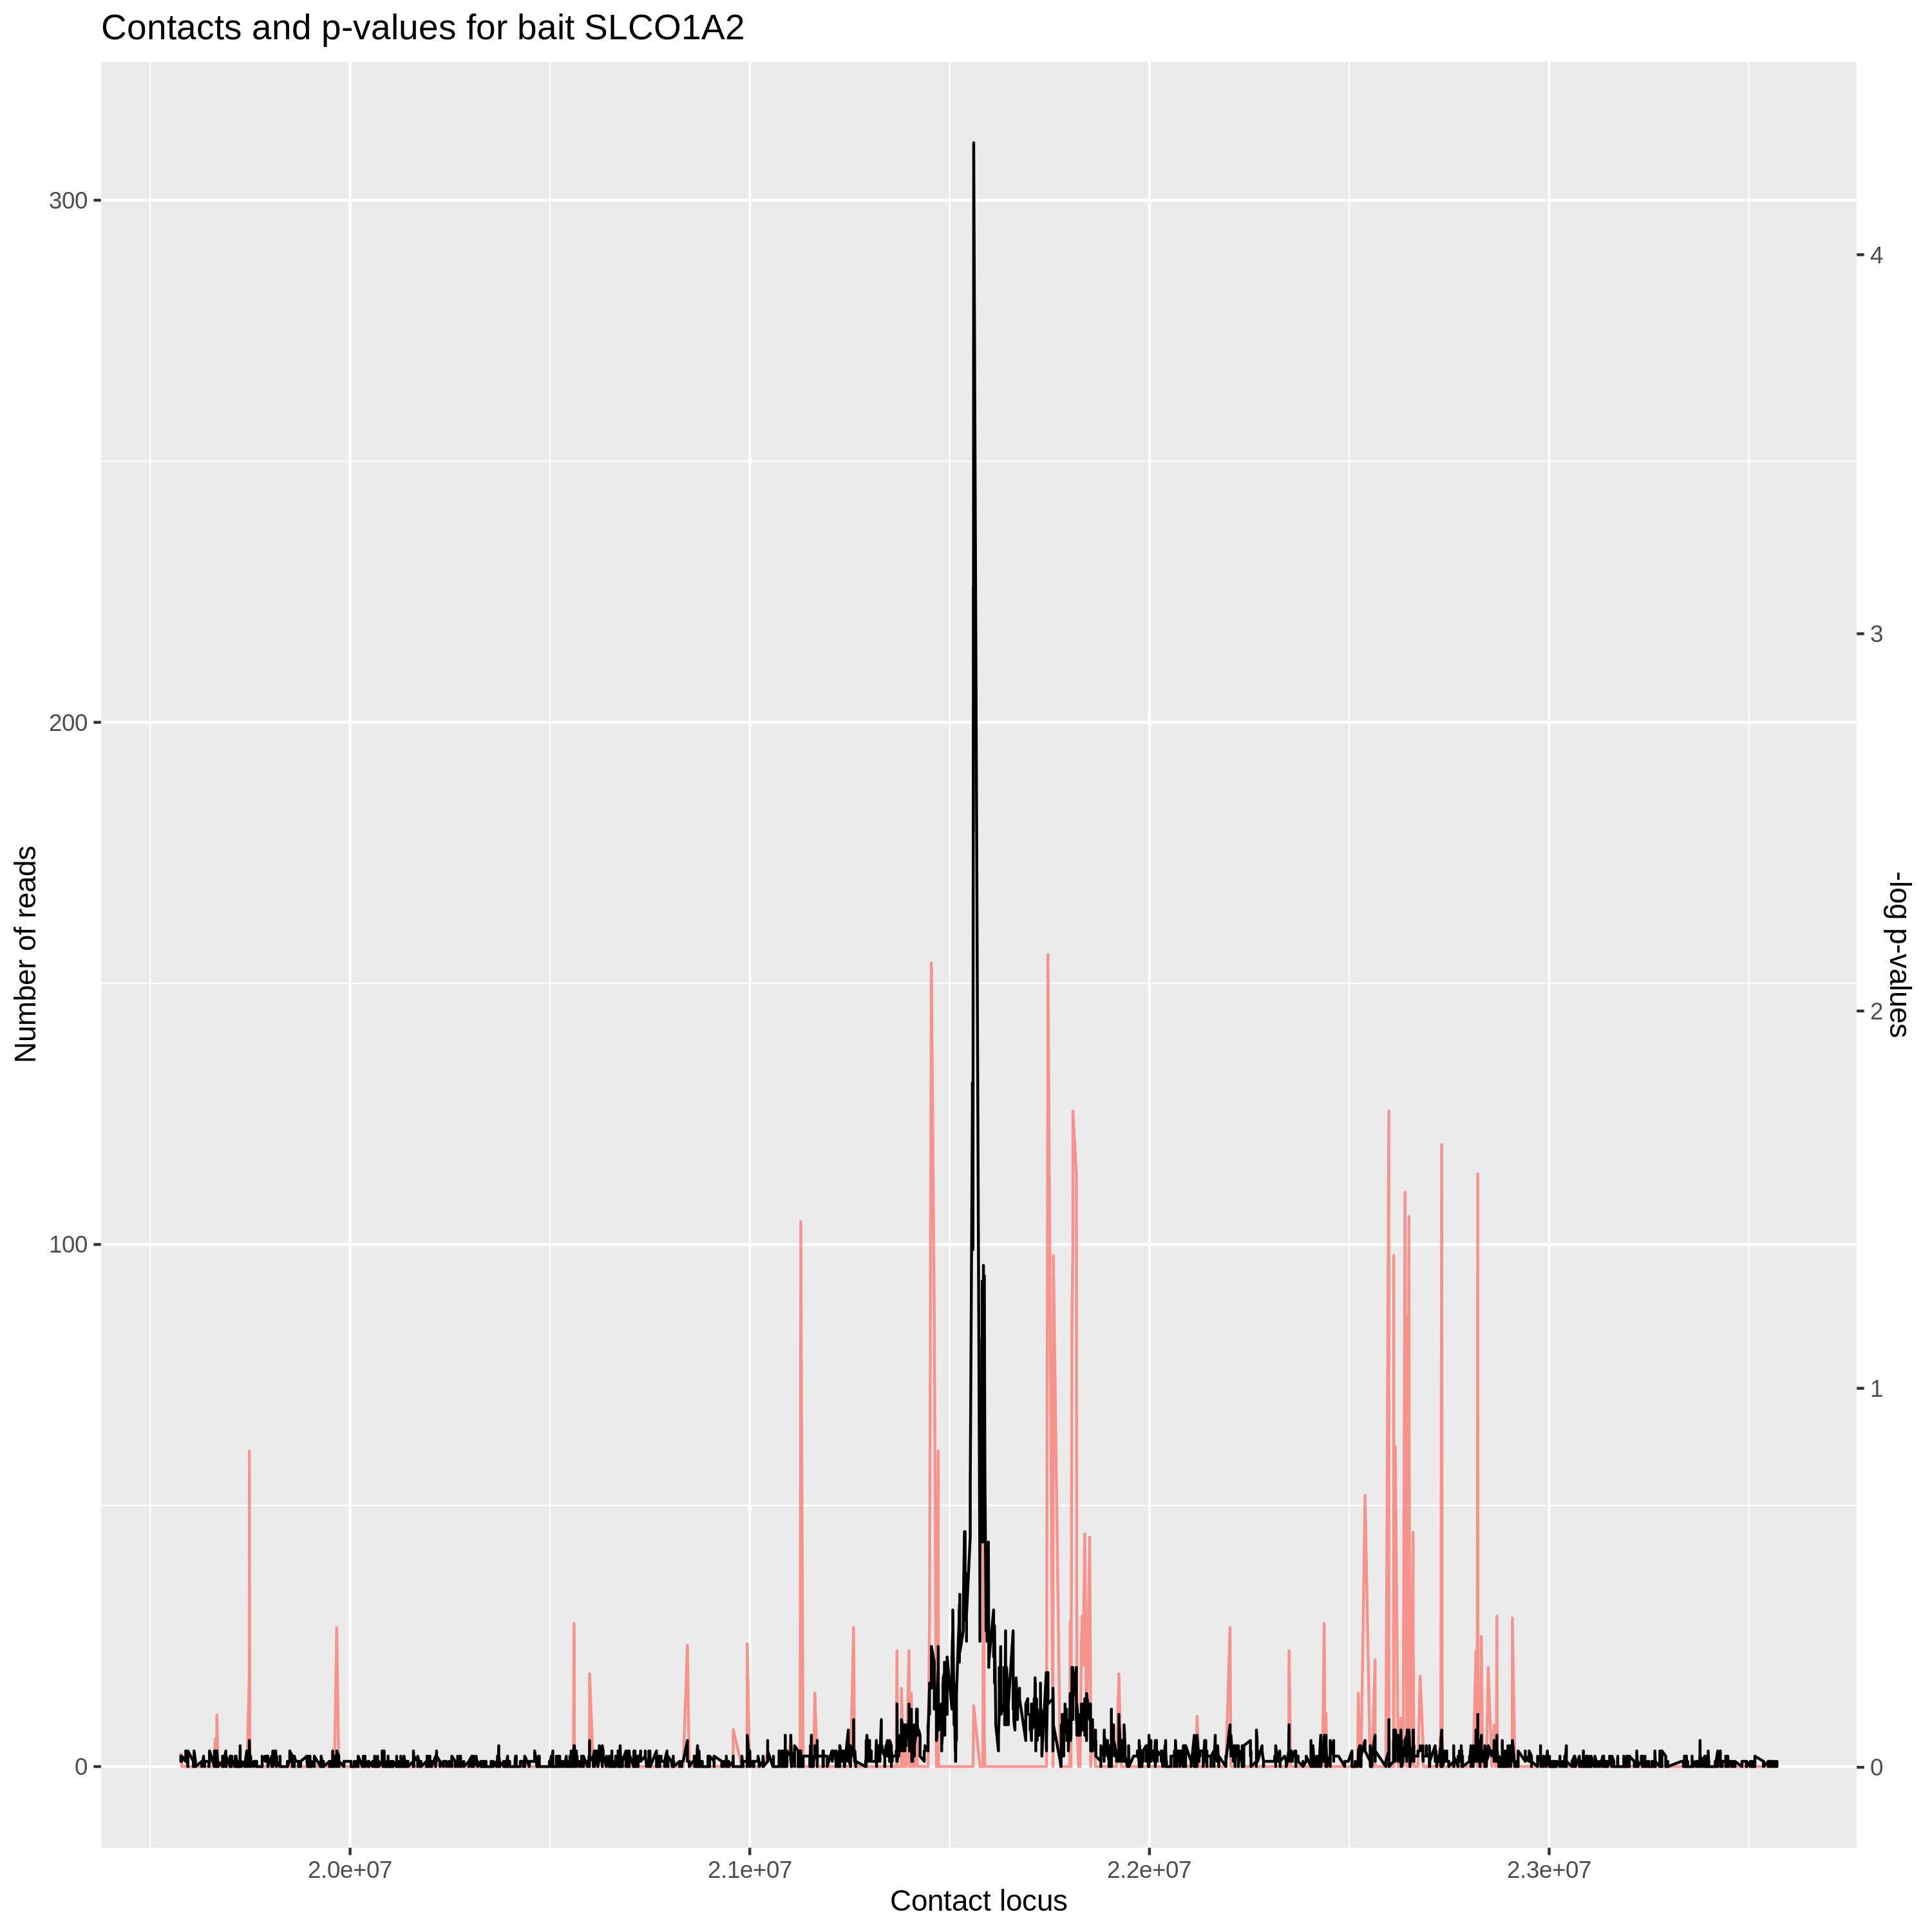 Contacts and p-values for bait SLCO1A2
300
200
100
0
Number of reads
4
3
2
1
0
-log p-values
2.0e+07
2.1e+07
2.2e+07
2.3e+07
Contact locus